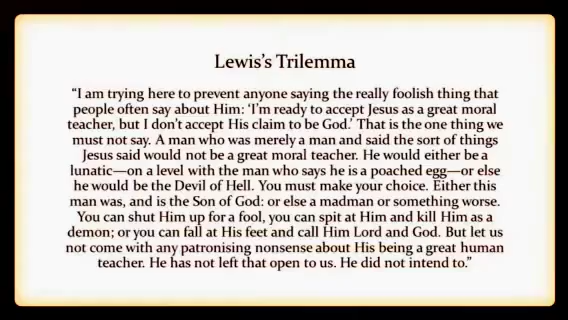 Lewis's Trilemma
“I am trying here to prevent anyone saying the really foolish thing that
people often say about Him: ‘I’m ready to accept Jesus as a great moral
teacher, but I don’t accept His claim to be God.’ That is the one thing we
must not say. A man who was merely a man and said the sort of things
Jesus said would not be a great moral teacher. He would either be a
lunatic—on a level with the man who says he is a poached egg—or else
he would be the Devil of Hell. You must make your choice. Either this
man was, and is the Son of God: or else a madman or something worse.
You can shut Him up for a fool, you can spit at Him and kill Him as a
demon; or you can fall at His feet and call Him Lord and God. But let us
not come with any patronising nonsense about His being a great human
teacher. He has not left that open to us. He did not intend to.”